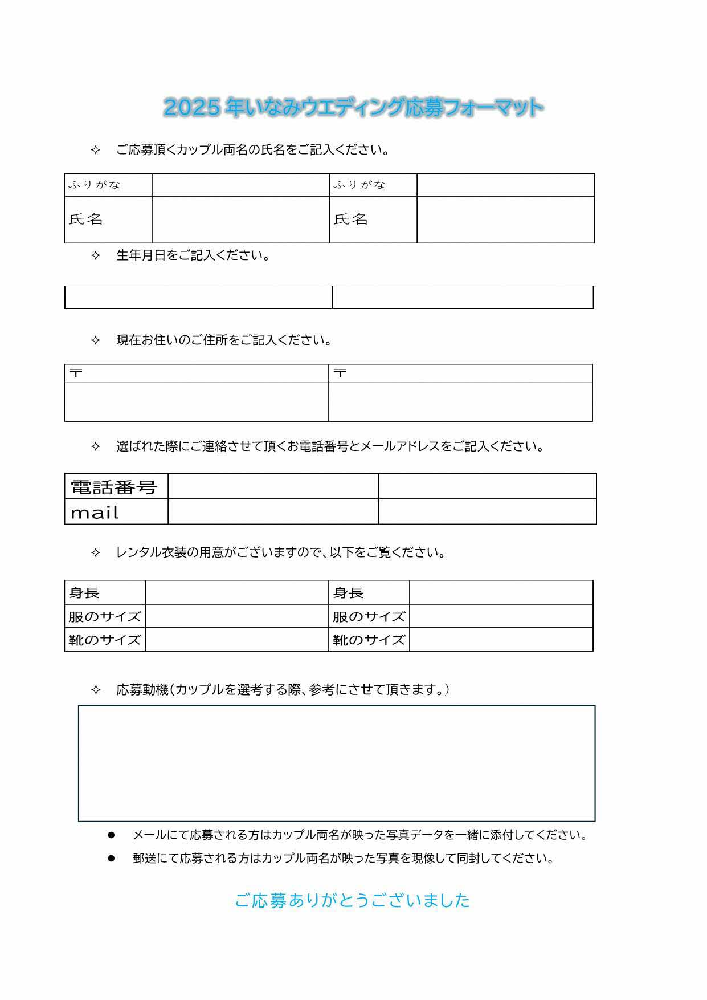 2025 年いなみウエディング応募フォーマット
✧ ご応募頂くカップル両名の氏名をご記入ください。
ふりがな ふりがな
氏名 氏名
✧ 生年月日をご記入ください。
✧ 現在お住いのご住所をご記入ください。
〒 〒
✧ 選ばれた際にご連絡させて頂くお電話番号とメールアドレスをご記入ください。
電話番号
mail
✧ レンタル衣装の用意がございますので、以下をご覧ください。
身長 身長
服のサイズ 服のサイズ
靴のサイズ 靴のサイズ
✧ 応募動機（カップルを選考する際、参考にさせて頂きます。）
● メールにて応募される方はカップル両名が映った写真データを一緒に添付してください。
● 郵送にて応募される方はカップル両名が映った写真を現像して同封してください。
ご応募ありがとうございました